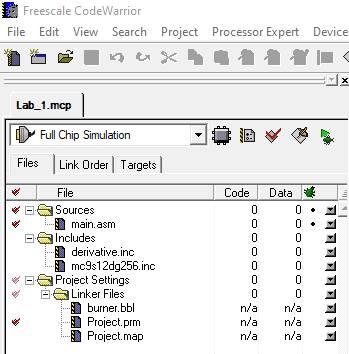 Freescale CodeWarrior
File Edit View Search Project Processor Expert Device
Lab_1.mcp
Full Chip Simulation
Files Link Order Targets
File Code Data
Sources 0 0
main.asm 0 0
Includes 0 0
derivative.inc 0 0
mc9s12dg256.inc 0 0
Project Settings 0 0
Linker Files 0 0
burner.bbl n/a n/a
Project.prm n/a n/a
Project.map n/a n/a